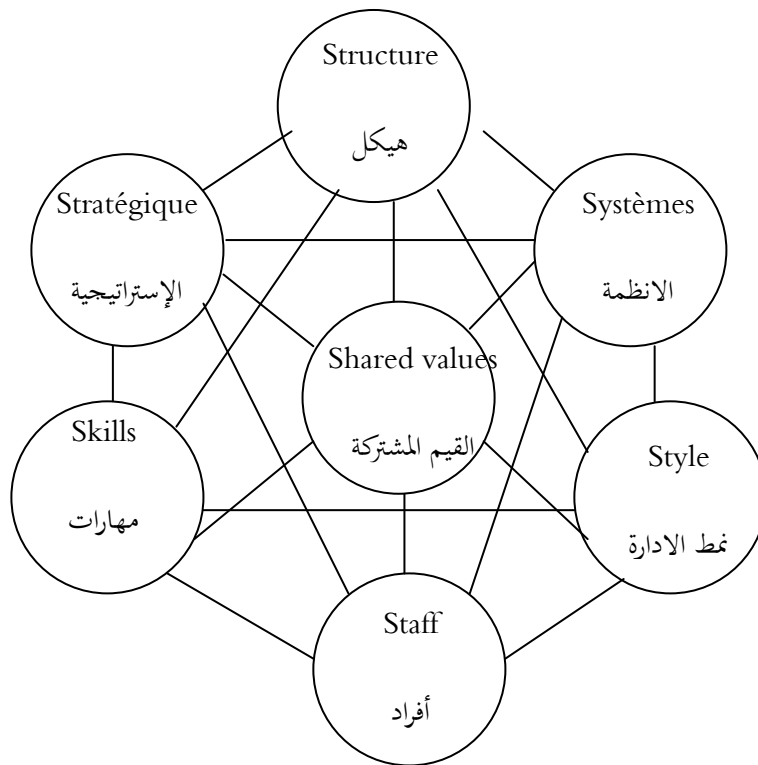 Structure
هيكل
Stratégique
الإستراتيجية
Systèmes
الانظمة
Shared values
القيم المشتركة
Skills
مهارات
Style
نمط الادارة
Staff
أفراد